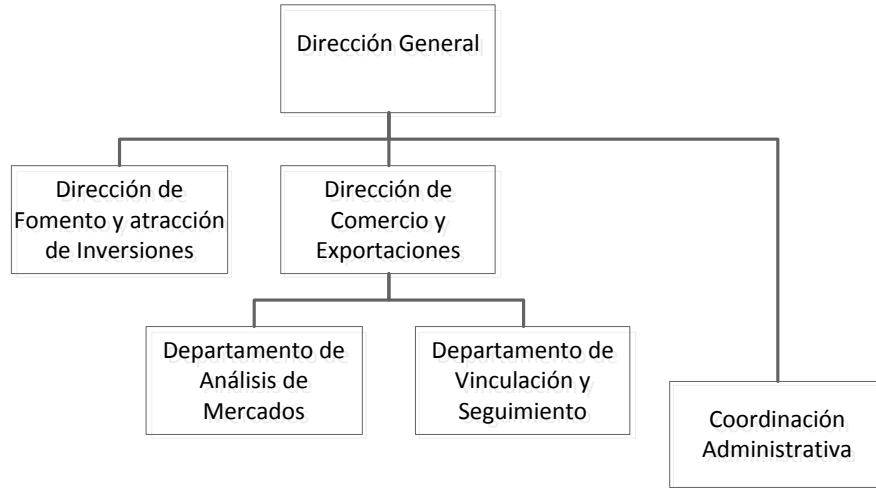 Dirección General
Dirección de
Fomento y atracción
de Inversiones
Dirección de
Comercio y
Exportaciones
Departamento de
Análisis de
Mercados
Departamento de
Vinculación y
Seguimiento
Coordinación
Administrativa